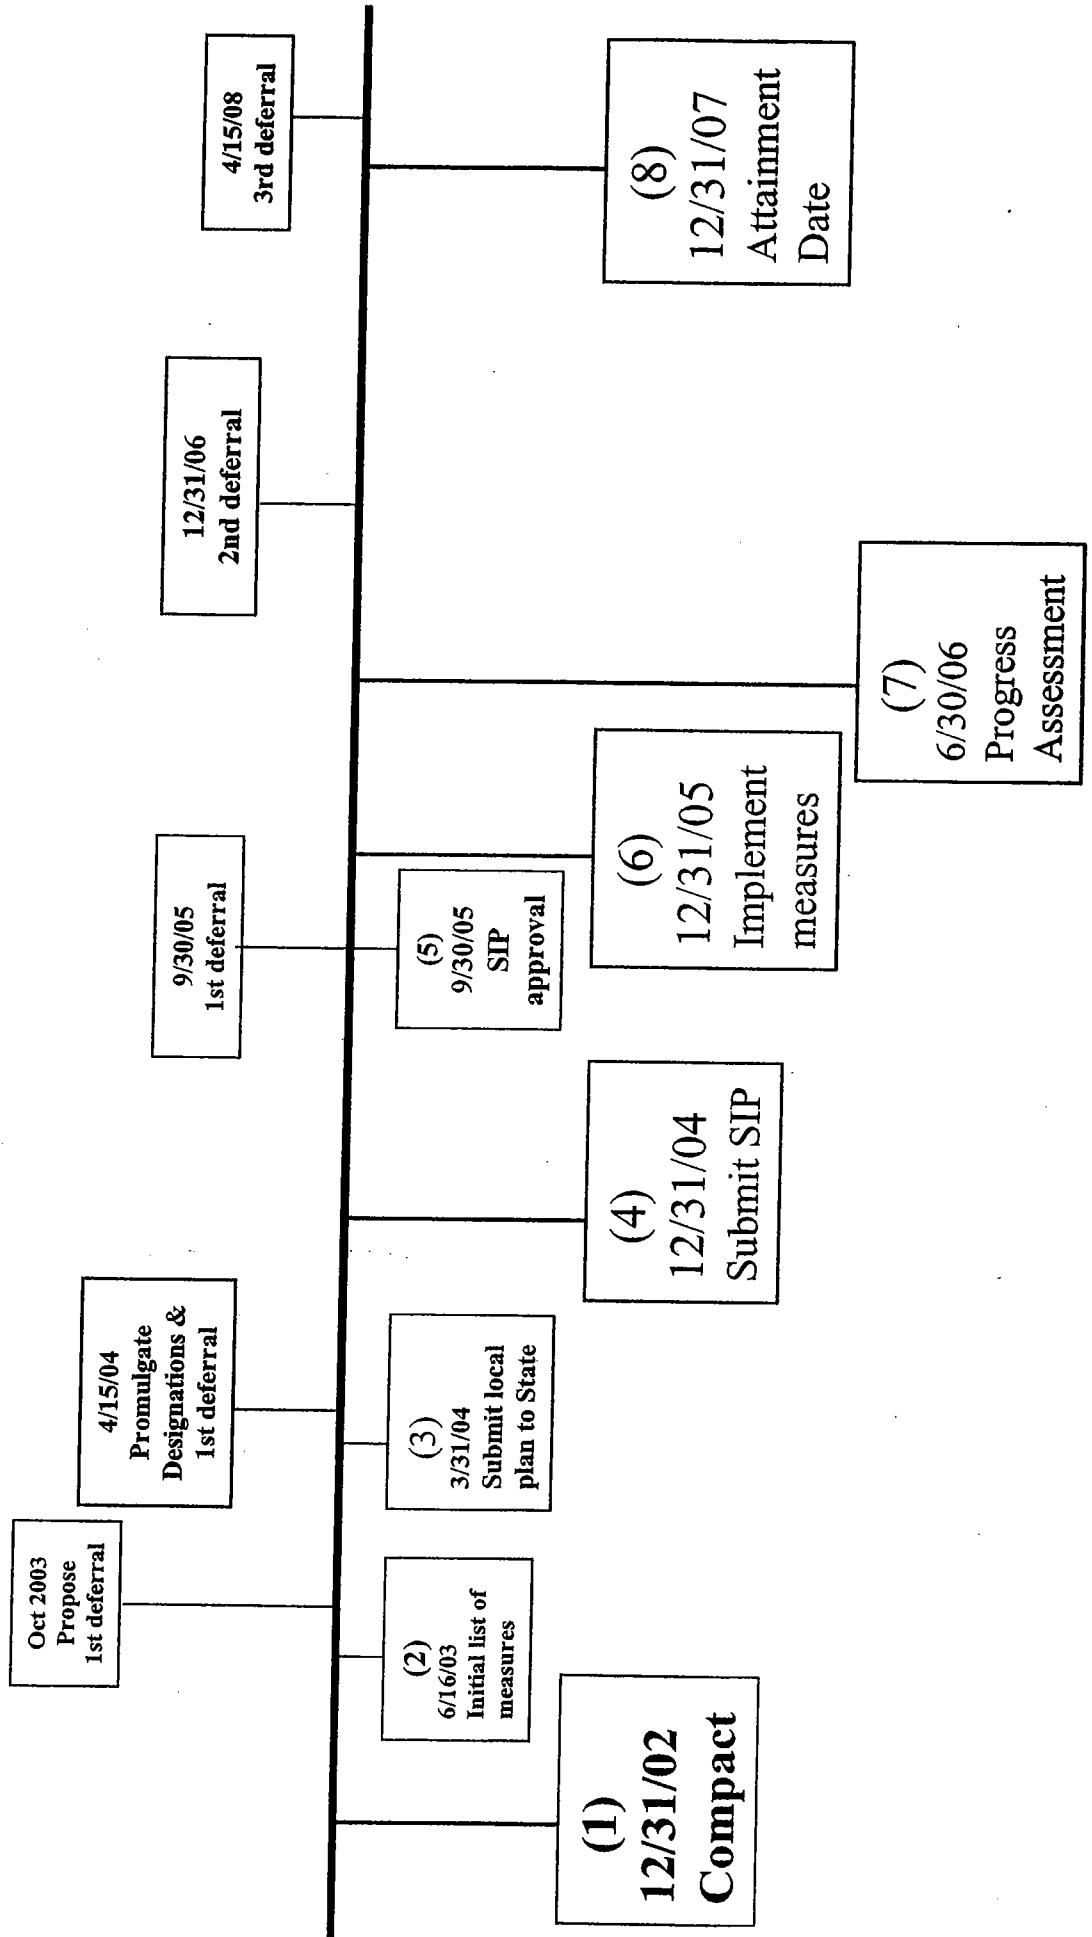 Oct 2003
Propose
1st deferral
4/15/04
Promulgate
Designations &
1st deferral
9/30/05
1st deferral
12/31/06
2nd deferral
4/15/08
3rd deferral
(1)
12/31/02
Compact
(2)
6/16/03
Initial list of
measures
(3)
3/31/04
Submit local
plan to State
(4)
12/31/04
Submit SIP
(5)
9/30/05
SIP
approval
(6)
12/31/05
Implement
measures
(7)
6/30/06
Progress
Assessment
(8)
12/31/07
Attainment
Date